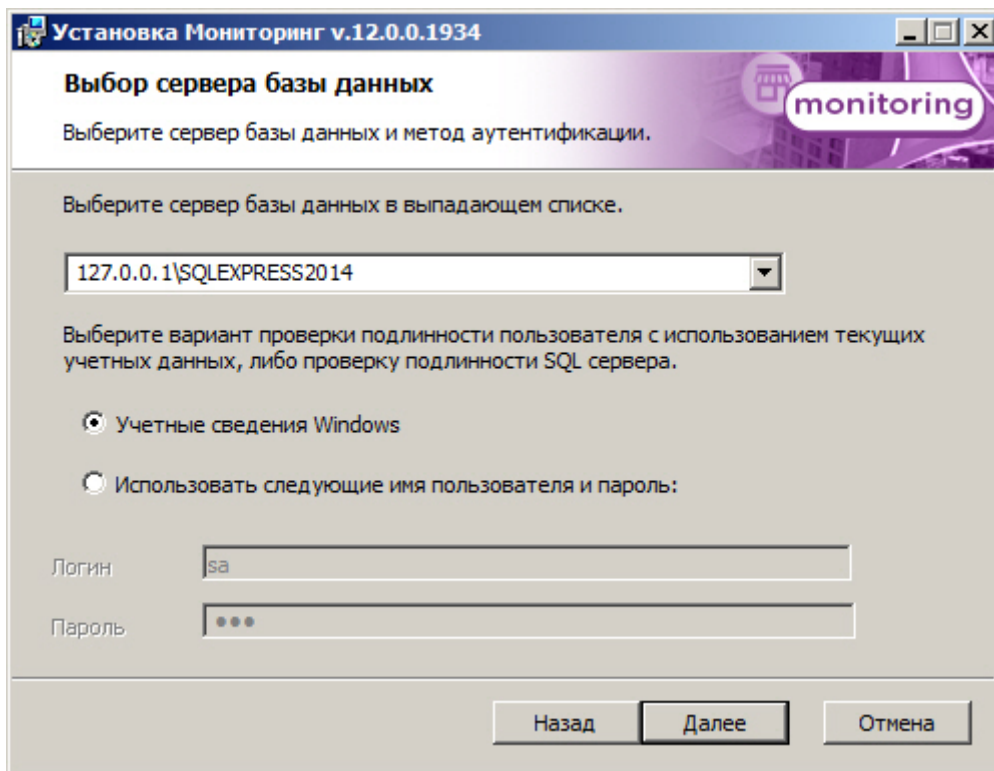 Установка Мониторинг v.12.0.0.1934
Выбор сервера базы данных
monitoring
Выберите сервер базы данных и метод аутентификации.
Выберите сервер базы данных в выпадающем списке.
127.0.0.1\SQLEXPRESS2014
Выберите вариант проверки подлинности пользователя с использованием текущих
учетных данных, либо проверку подлинности SQL сервера.
Учетные сведения Windows
Использовать следующие имя пользователя и пароль:
Логин
sa
Пароль
•••
Назад
Далее
Отмена